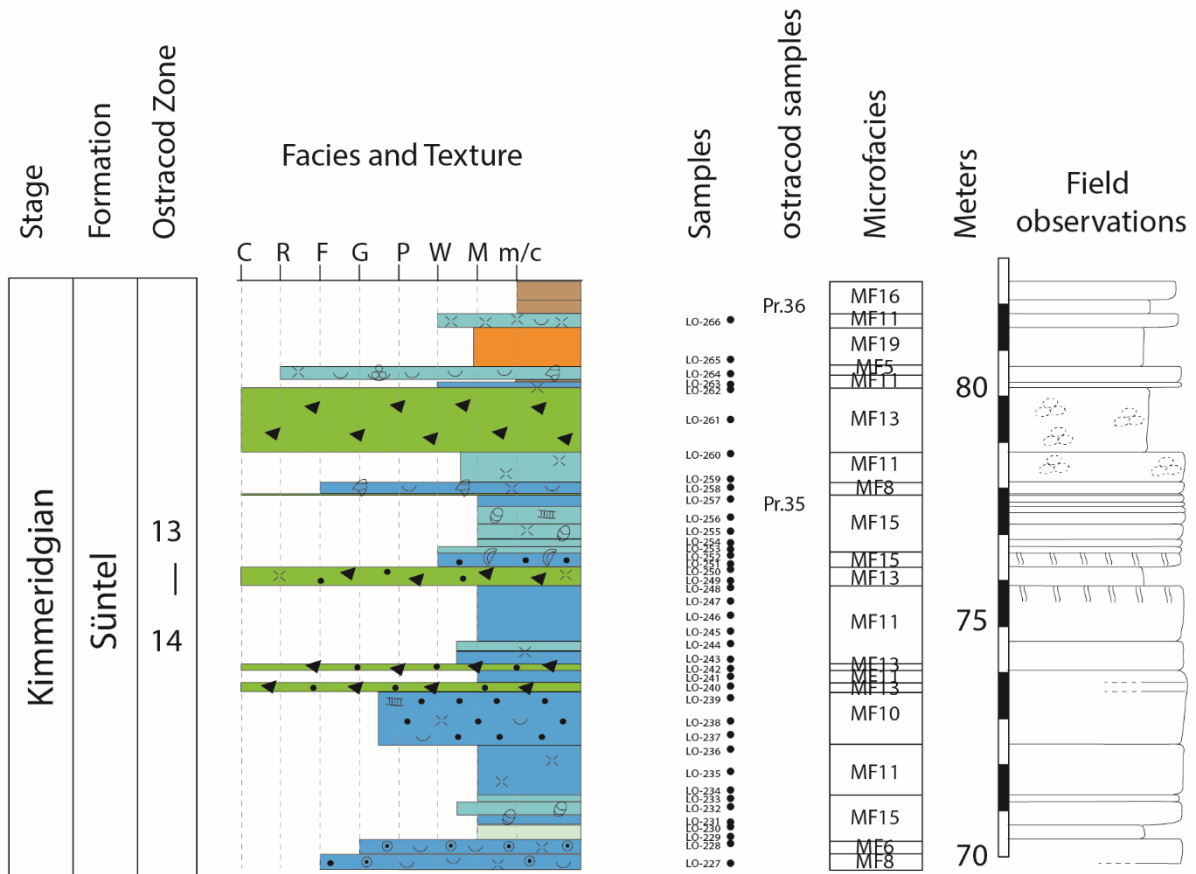 Stage
Formation
Ostracod Zone
Facies and Texture
Samples
ostracod samples
Microfacies
Meters
Field
observations
C R F G P W M m/c
Kimmeridgian
Süntel
13
14
LO-266
LO-265
LO-264
LO-263
LO-262
LO-261
LO-260
LO-259
LO-258
LO-257
LO-256
LO-255
LO-254
LO-253
LO-252
LO-251
LO-250
LO-249
LO-248
LO-247
LO-246
LO-245
LO-244
LO-243
LO-242
LO-241
LO-240
LO-239
LO-238
LO-237
LO-236
LO-235
LO-234
LO-233
LO-232
LO-231
LO-230
LO-229
LO-228
LO-227
Pr.36
Pr.35
MF16
MF11
MF19
MF5
MF11
MF13
MF11
MF8
MF15
MF15
MF13
MF11
MF13
MF11
MF13
MF10
MF11
MF15
MF6
MF8
80
75
70